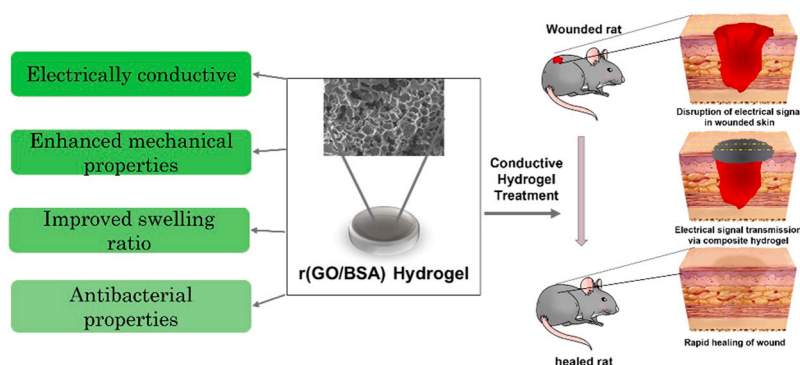 Electrically conductive
Enhanced mechanical
properties
Improved swelling
ratio
Antibacterial
properties
r(GO/BSA) Hydrogel
Conductive
Hydrogel
Treatment
Wounded rat
healed rat
Disruption of electrical signa
in wounded skin
Electrical signal transmission
via composite hydrogel
Rapid healing of wound